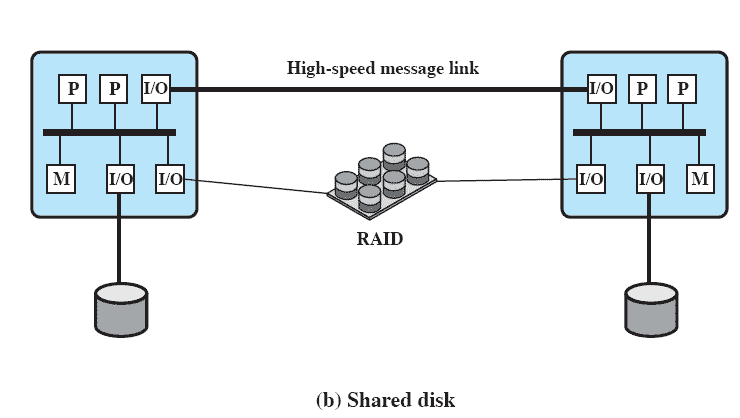 High-speed message link
P P I/O
I/O P P
M I/O I/O
I/O I/O M
RAID
(b) Shared disk